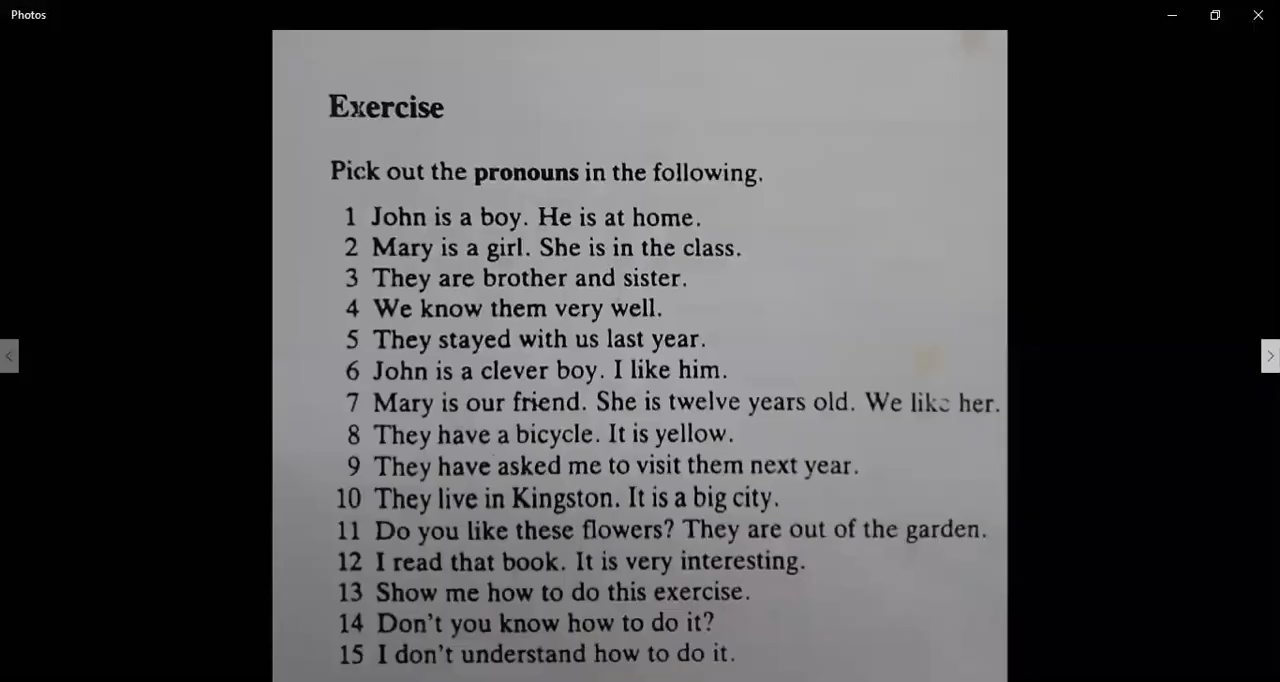 Photos
Exercise
Pick out the pronouns in the following.
1 John is a boy. He is at home.
2 Mary is a girl. She is in the class.
3 They are brother and sister.
4 We know them very well.
5 They stayed with us last year.
6 John is a clever boy. I like him.
7 Mary is our friend. She is twelve years old. We like her.
8 They have a bicycle. It is yellow.
9 They have asked me to visit them next year.
10 They live in Kingston. It is a big city.
11 Do you like these flowers? They are out of the garden.
12 I read that book. It is very interesting.
13 Show me how to do this exercise.
14 Don't you know how to do it?
15 I don't understand how to do it.